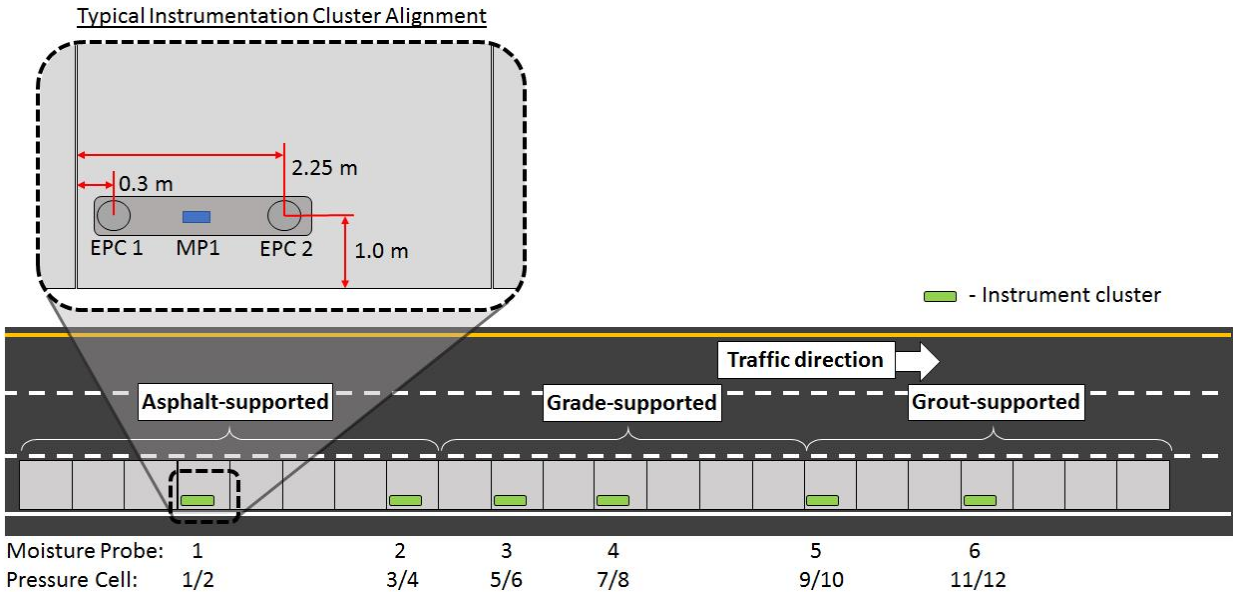 Typical Instrumentation Cluster Alignment
2.25 m
0.3 m
EPC 1 MP1 EPC 2
1.0 m
- Instrument cluster
Traffic direction
Asphalt-supported Grade-supported Grout-supported
Moisture Probe: 1 2 3 4 5 6
Pressure Cell: 1/2 3/4 5/6 7/8 9/10 11/12